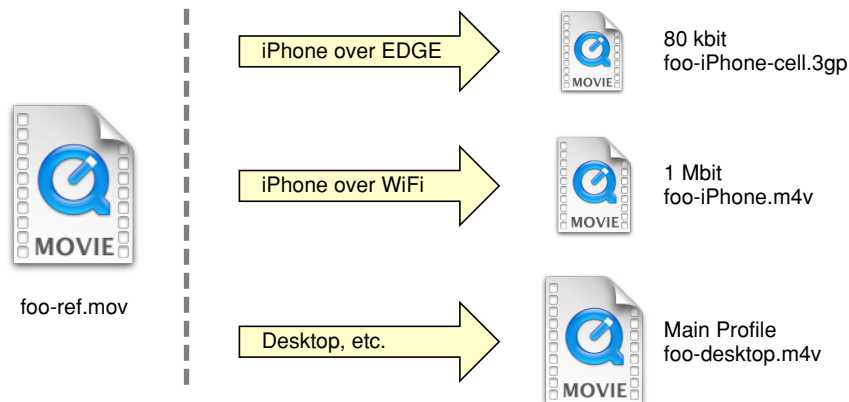 iPhone over EDGE
MOVIE
80 kbit
foo-iPhone-cell.3gp
MOVIE
foo-ref.mov
iPhone over WiFi
MOVIE
1 Mbit
foo-iPhone.m4v
Desktop, etc.
MOVIE
Main Profile
foo-desktop.m4v